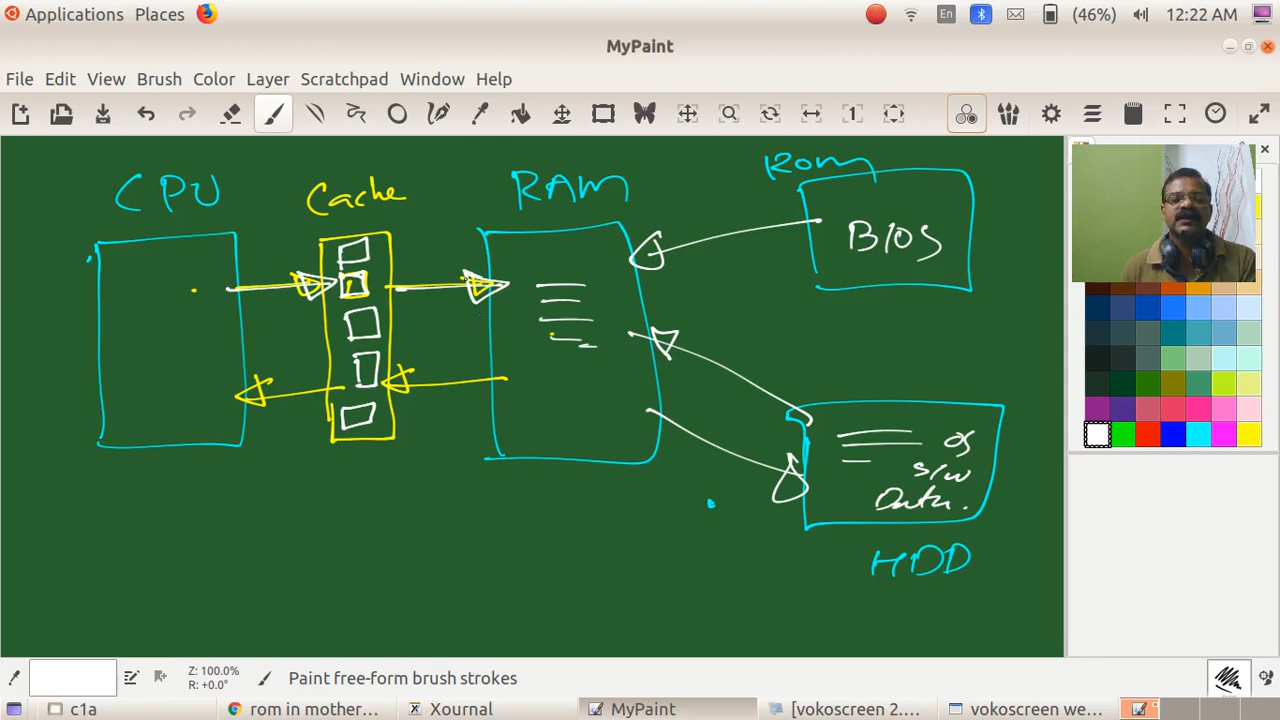 Applications Places En (46%) 12:22 AM
MyPaint
File Edit View Brush Color Layer Scratchpad Window Help
CPU Cache RAM Rom
BIOS
OS
S/W
Data.
HDD
Z: 100.0%
R: +0.0°
Paint free-form brush strokes
c1a rom in mother... Xournal MyPaint [vokoscreen 2.... vokoscreen we...